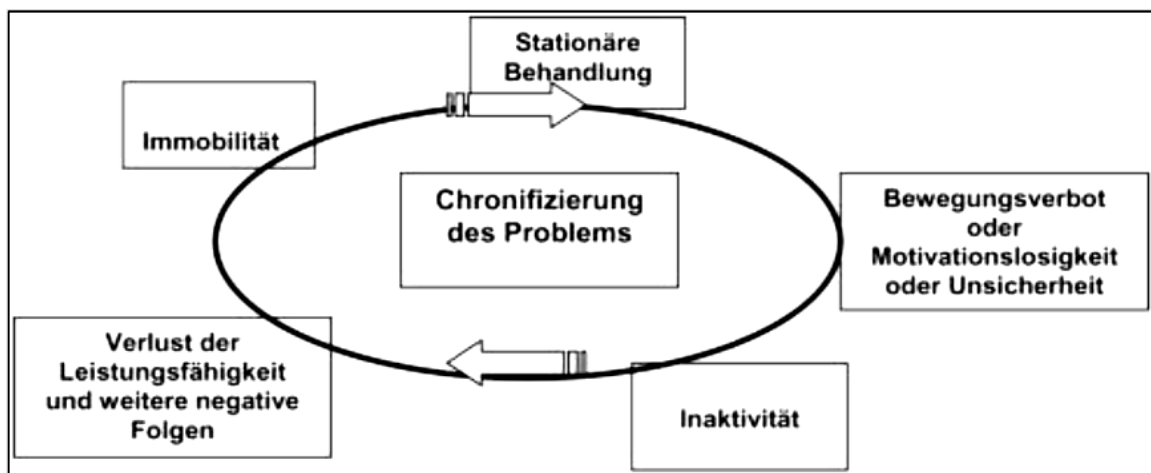 Stationäre
Behandlung
Immobilität
Chronifizierung
des Problems
Bewegungsverbot
oder
Motivationslosigkeit
oder Unsicherheit
Verlust der
Leistungsfähigkeit
und weitere negative
Folgen
Inaktivität